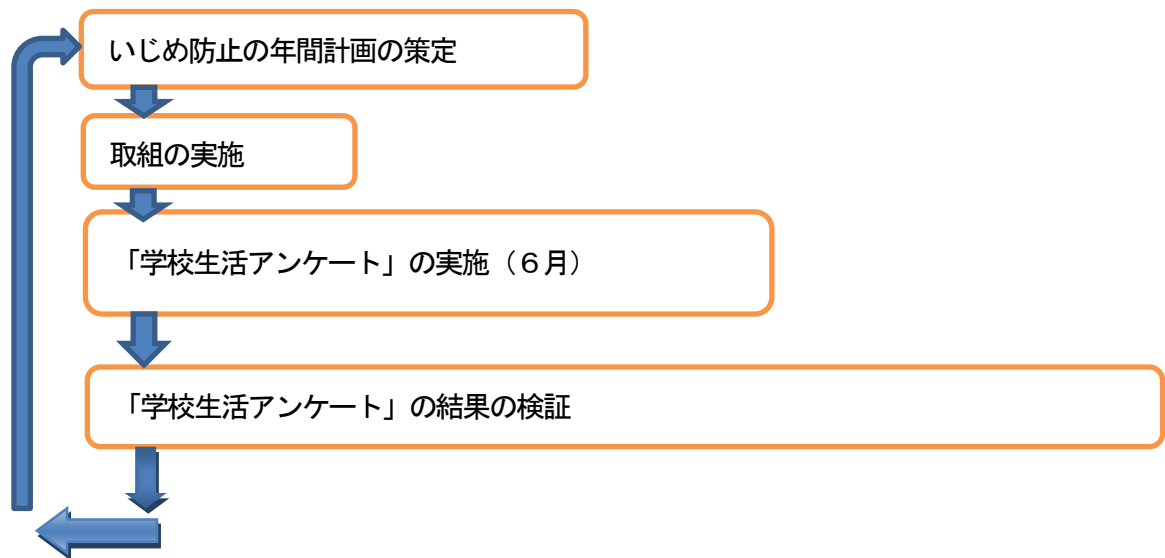 いじめ防止の年間計画の策定
取組の実施
「学校生活アンケート」の実施（６月）
「学校生活アンケート」の結果の検証